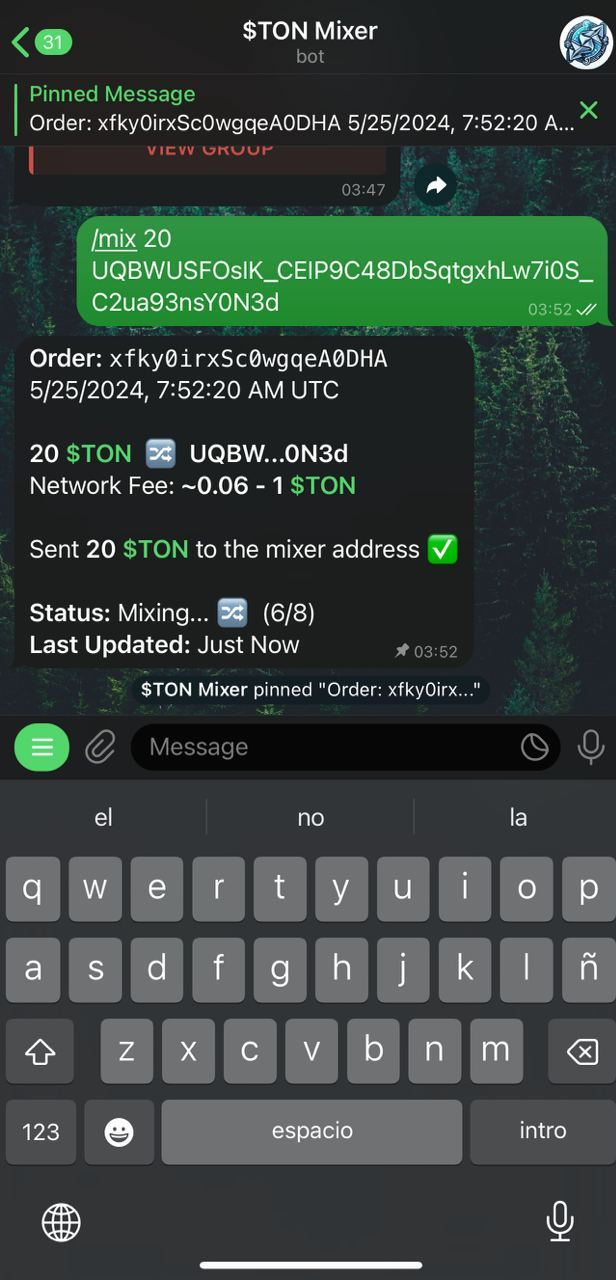 31
$TON Mixer
bot
Pinned Message
Order: xfky0irxSc0wgqeA0DHA 5/25/2024, 7:52:20 A...
VIEW GROUP
03:47
/mix 20
UQBWUSFOslK_CEIP9C48DbSqtgxhLw7i0S_
C2ua93nsY0N3d
03:52
Order: xfky0irxSc0wgqeA0DHA
5/25/2024, 7:52:20 AM UTC
20 $TON 🔀 UQBW...0N3d
Network Fee: ~0.06 - 1 $TON
Sent 20 $TON to the mixer address ✅
Status: Mixing... 🔀 (6/8)
Last Updated: Just Now
03:52
$TON Mixer pinned "Order: xfky0irx..."
Message
el no la
q w e r t y u i o p
a s d f g h j k l ñ
z x c v b n m
123 espacio intro